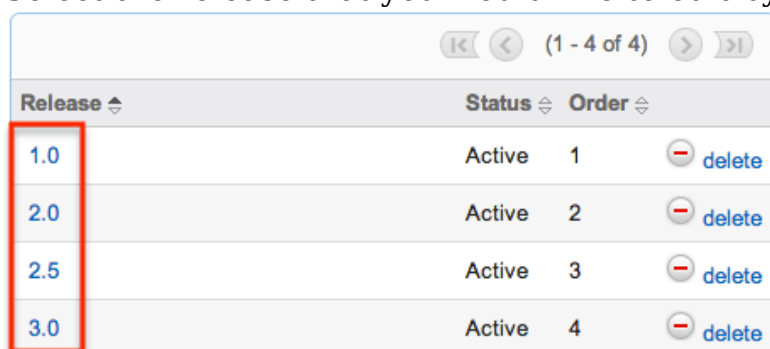 (1 - 4 of 4)
Release Status Order
1.0 Active 1 delete
2.0 Active 2 delete
2.5 Active 3 delete
3.0 Active 4 delete